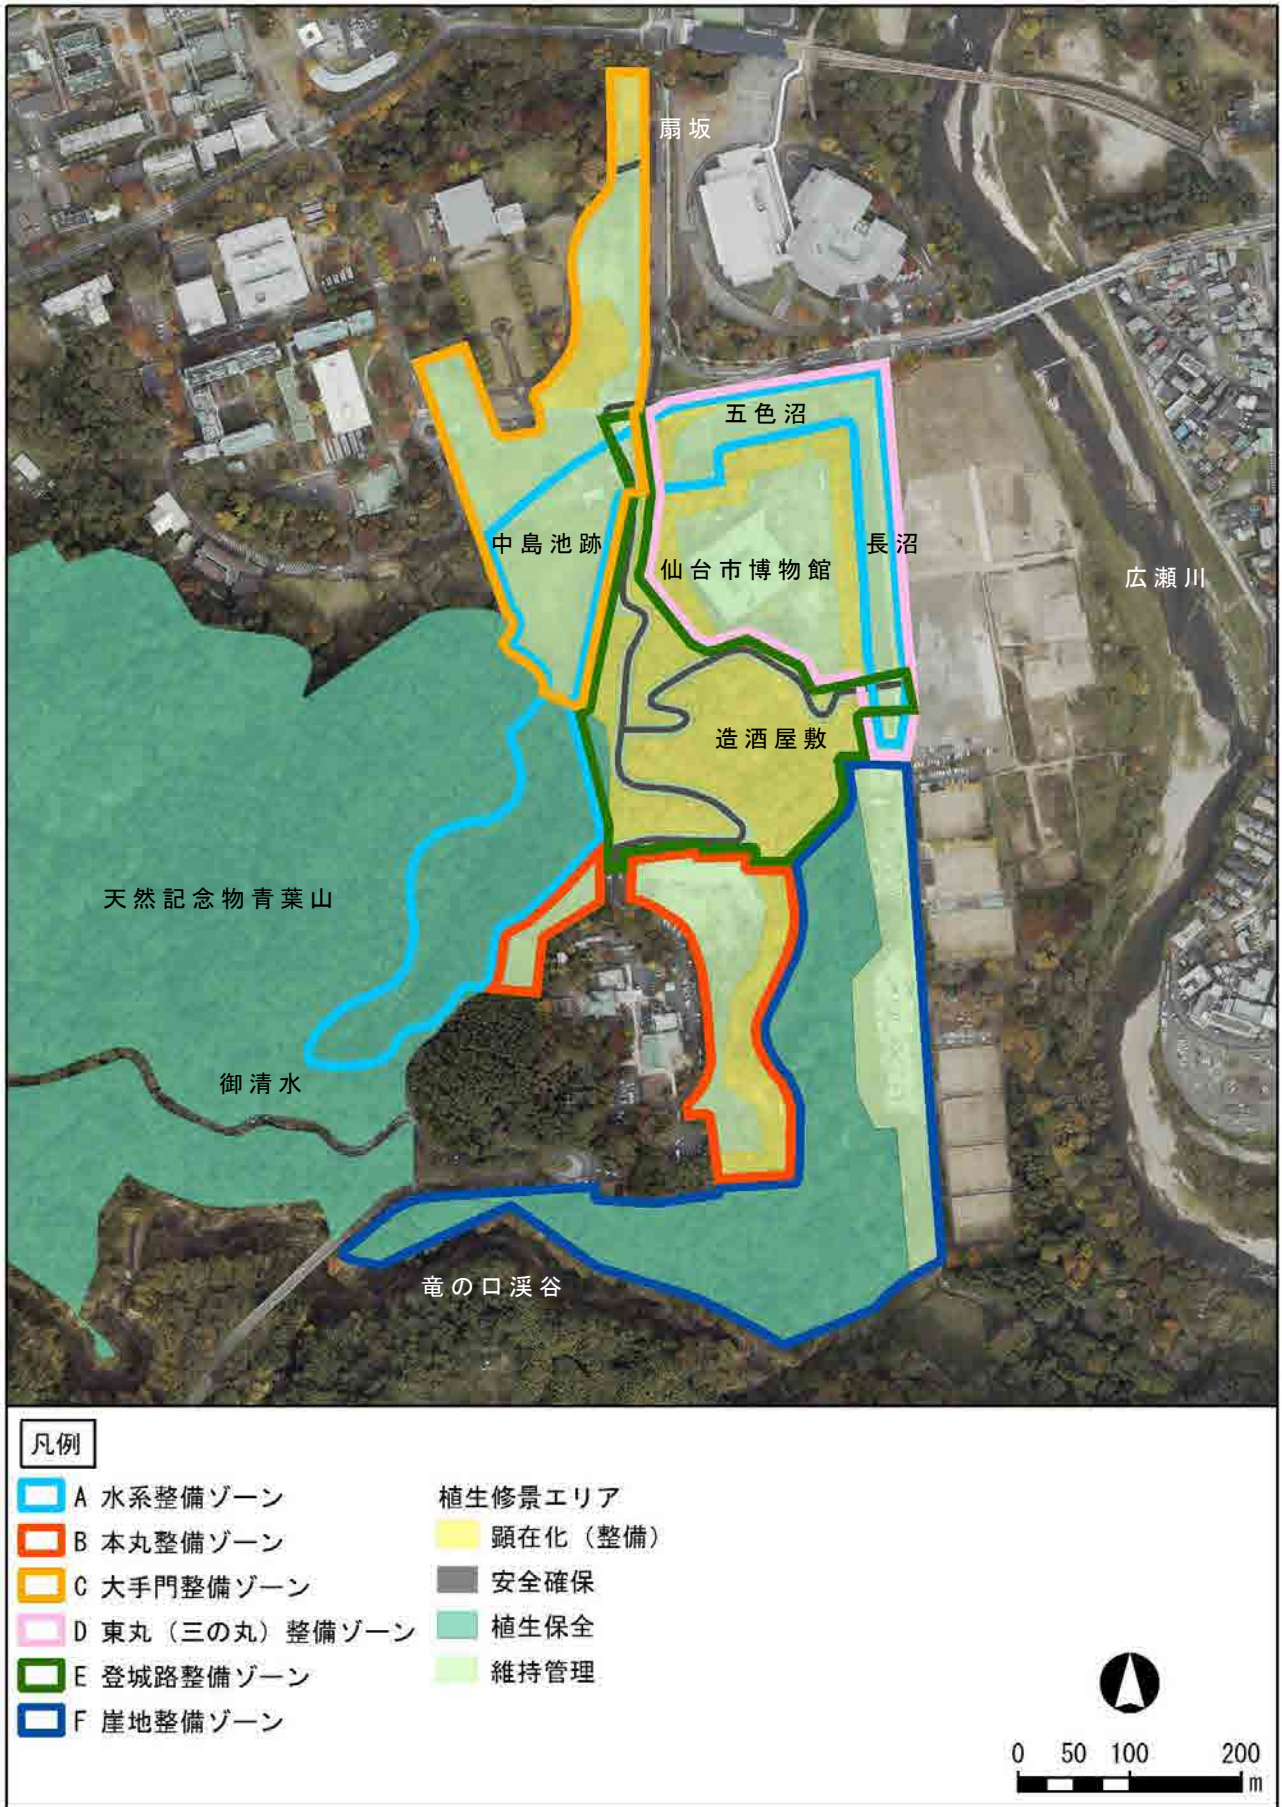 扇坂
五色沼
中島池跡
長沼
仙台市博物館
広瀬川
造酒屋敷
天然記念物青葉山
御清水
竜の口渓谷
凡例
A 水系整備ゾーン
B 本丸整備ゾーン
C 大手門整備ゾーン
D 東丸（三の丸）整備ゾーン
E 登城路整備ゾーン
F 崖地整備ゾーン
植生修景エリア
顕在化（整備）
安全確保
植生保全
維持管理
0 50 100 200
m